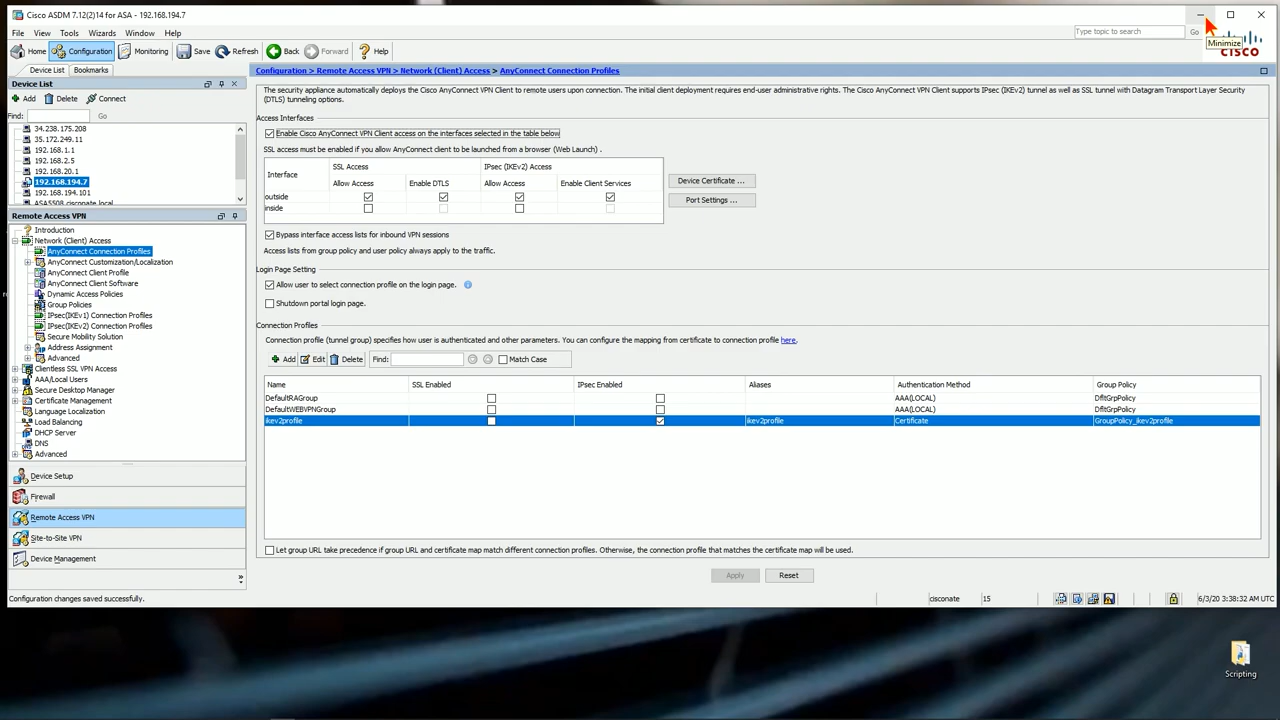 Cisco ASDM 7.12(2)14 for ASA - 192.168.194.7
File View Tools Wizards Window Help
Type topic to search Go
Minimize
CISCO
Home Configuration Monitoring Save Refresh Back Forward Help
Device List Bookmarks
Device List
Add Delete Connect
Find: Go
34.238.175.208
35.172.249.11
192.168.1.1
192.168.2.5
192.168.20.1
192.168.194.7
192.168.194.101
ASA5508.cisconate.local
Remote Access VPN
Introduction
Network (Client) Access
AnyConnect Connection Profiles
AnyConnect Customization/Localization
AnyConnect Client Profile
AnyConnect Client Software
Dynamic Access Policies
Group Policies
IPsec(IKEv1) Connection Profiles
IPsec(IKEv2) Connection Profiles
Secure Mobility Solution
Address Assignment
Advanced
Clientless SSL VPN Access
AAA/Local Users
Secure Desktop Manager
Certificate Management
Language Localization
Load Balancing
DHCP Server
DNS
Advanced
Device Setup
Firewall
Remote Access VPN
Site-to-Site VPN
Device Management
Configuration > Remote Access VPN > Network (Client) Access > AnyConnect Connection Profiles
The security appliance automatically deploys the Cisco AnyConnect VPN Client to remote users upon connection. The initial client deployment requires end-user administrative rights. The Cisco AnyConnect VPN Client supports IPsec (IKEv2) tunnel as well as SSL tunnel with Datagram Transport Layer Security
(DTLS) tunneling options.
Access Interfaces
Enable Cisco AnyConnect VPN Client access on the interfaces selected in the table below
SSL access must be enabled if you allow AnyConnect client to be launched from a browser (Web Launch) .
Interface SSL Access IPsec (IKEv2) Access
Allow Access Enable DTLS Allow Access Enable Client Services
outside
inside
Device Certificate ...
Port Settings ...
Bypass interface access lists for inbound VPN sessions
Access lists from group policy and user policy always apply to the traffic.
Login Page Setting
Allow user to select connection profile on the login page.
Shutdown portal login page.
Connection Profiles
Connection profile (tunnel group) specifies how user is authenticated and other parameters. You can configure the mapping from certificate to connection profile here.
Add Edit Delete Find: Match Case
Name SSL Enabled IPsec Enabled Aliases Authentication Method Group Policy
DefaultRAGroup AAA(LOCAL) DfltGrpPolicy
DefaultWEBVPNGroup AAA(LOCAL) DfltGrpPolicy
ikev2profile ikev2profile Certificate GroupPolicy_ikev2profile
Let group URL take precedence if group URL and certificate map match different connection profiles. Otherwise, the connection profile that matches the certificate map will be used.
Apply Reset
Configuration changes saved successfully. cisconate 15 6/3/20 3:38:32 AM UTC
Scripting